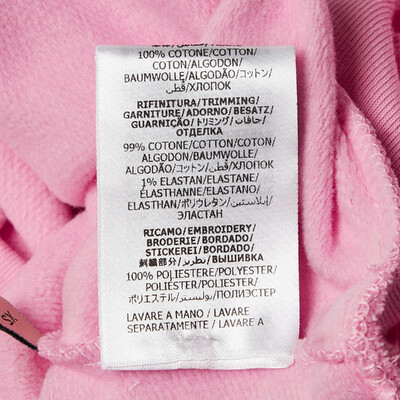 100% COTONE/COTTON/
COTON/ALGODON/
BAUMWOLLE/ALGODÃO/コットン/
قطن/ХЛОПОК
RIFINITURA/TRIMMING/
GARNITURE/ADORNO/BESATZ/
GUARNIÇÃO/トリミング/حافات/
ОТДЕЛКА
99% COTONE/COTTON/COTON/
ALGODON/BAUMWOLLE/
ALGODÃO/コットン/قطن/ХЛОПОК
1% ELASTAN/ELASTANE/
ELASTHANNE/ELASTANO/
ELASTHAN/ポリウレタン/إيلاستين/
ЭЛАСТАН
RICAMO/EMBROIDERY/
BRODERIE/BORDADO/
STICKEREI/BORDADO/
刺繍部分/تطريز/ВЫШИВКА
100% POLIESTERE/POLYESTER/
POLIESTER/POLIÉSTER/
ポリエステル/بوليستر/ПОЛИЭСТЕР
LAVARE A MANO / LAVARE
SEPARATAMENTE / LAVARE A
XS